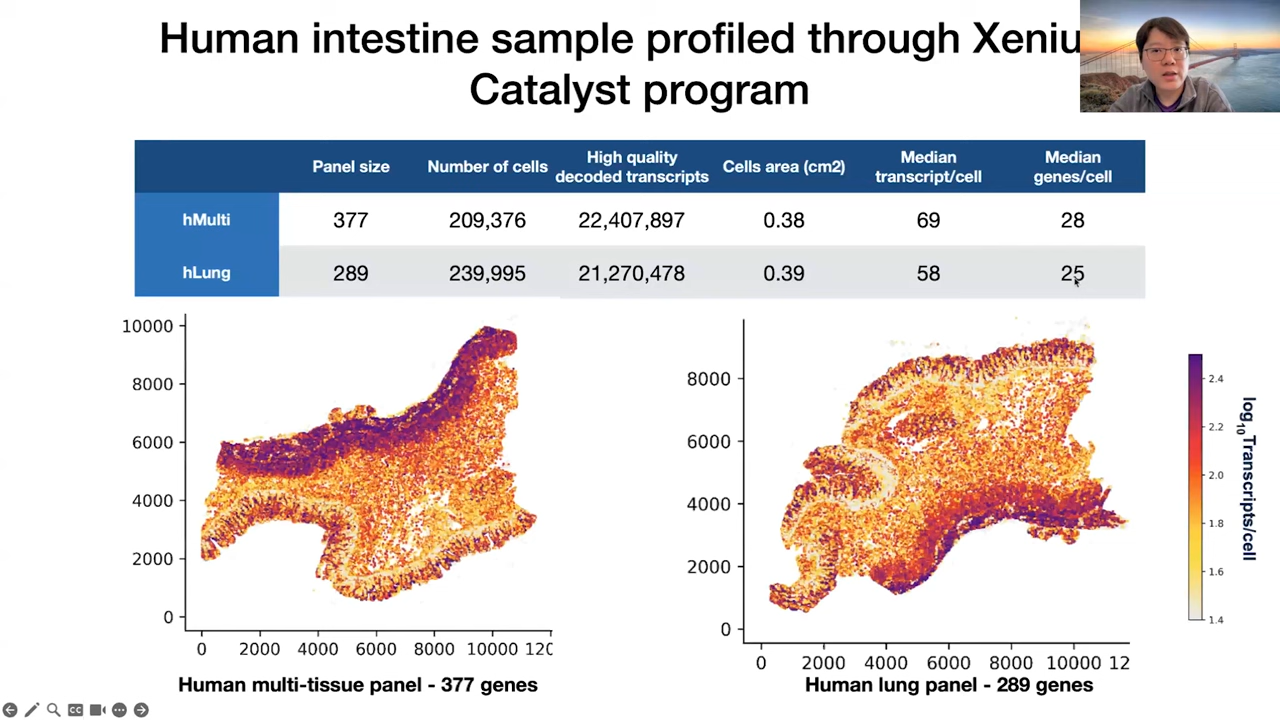 Human intestine sample profiled through Xeniu
Catalyst program
Panel size
Number of cells
High quality
decoded transcripts
Cells area (cm2)
Median
transcript/cell
Median
genes/cell
hMulti
377
209,376
22,407,897
0.38
69
28
hLung
289
239,995
21,270,478
0.39
58
25
10000
8000
6000
4000
2000
0
0
2000
4000
6000
8000
10000
120
Human multi-tissue panel - 377 genes
8000
6000
4000
2000
0
0
2000
4000
6000
8000
10000
12
Human lung panel - 289 genes
2.4
2.2
2.0
1.8
1.6
1.4
log10Transcripts/cell
CC